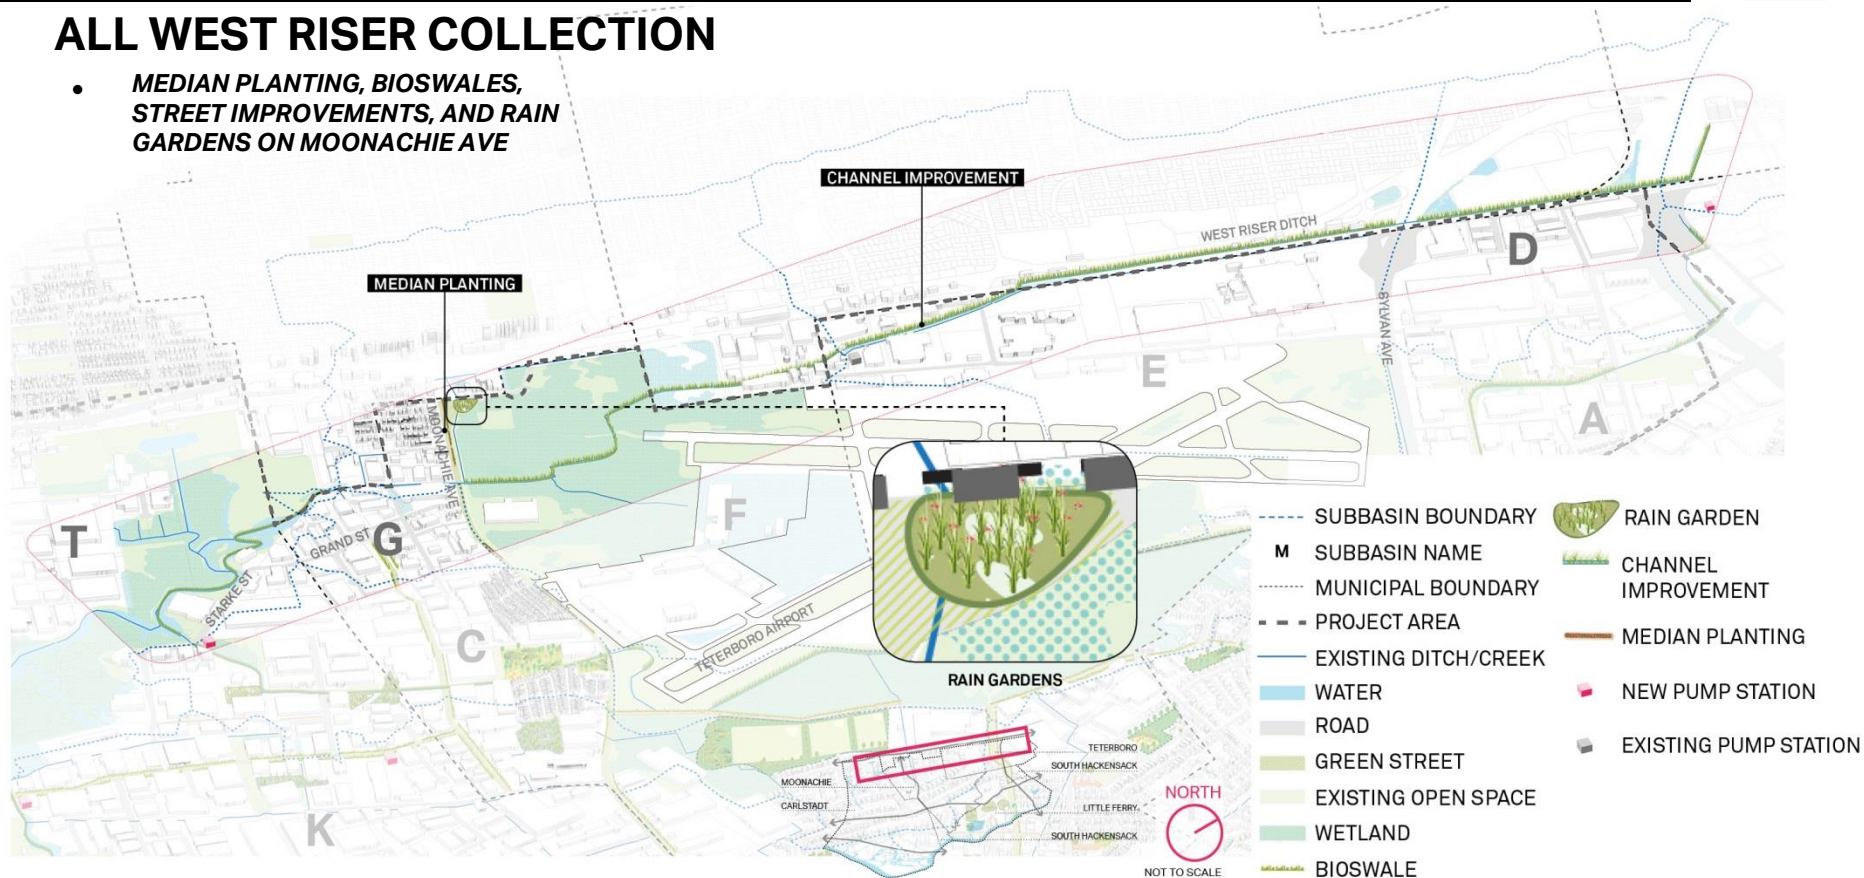 ALL WEST RISER COLLECTION
• MEDIAN PLANTING, BIOSWALES,
STREET IMPROVEMENTS, AND RAIN
GARDENS ON MOONACHIE AVE
CHANNEL IMPROVEMENT
WEST RISER DITCH
D
MEDIAN PLANTING
SYLVAN AVE
E
A
MOONACHIE AVE
T
GRAND ST
G
F
STARKE ST
C
TETERBORO AIRPORT
K
RAIN GARDENS
TETERBORO
SOUTH HACKENSACK
MOONACHIE
CARLSTADT
LITTLE FERRY
SOUTH HACKENSACK
NORTH
NOT TO SCALE
SUBBASIN BOUNDARY
M SUBBASIN NAME
MUNICIPAL BOUNDARY
PROJECT AREA
EXISTING DITCH/CREEK
WATER
ROAD
GREEN STREET
EXISTING OPEN SPACE
WETLAND
BIOSWALE
RAIN GARDEN
CHANNEL
IMPROVEMENT
MEDIAN PLANTING
NEW PUMP STATION
EXISTING PUMP STATION